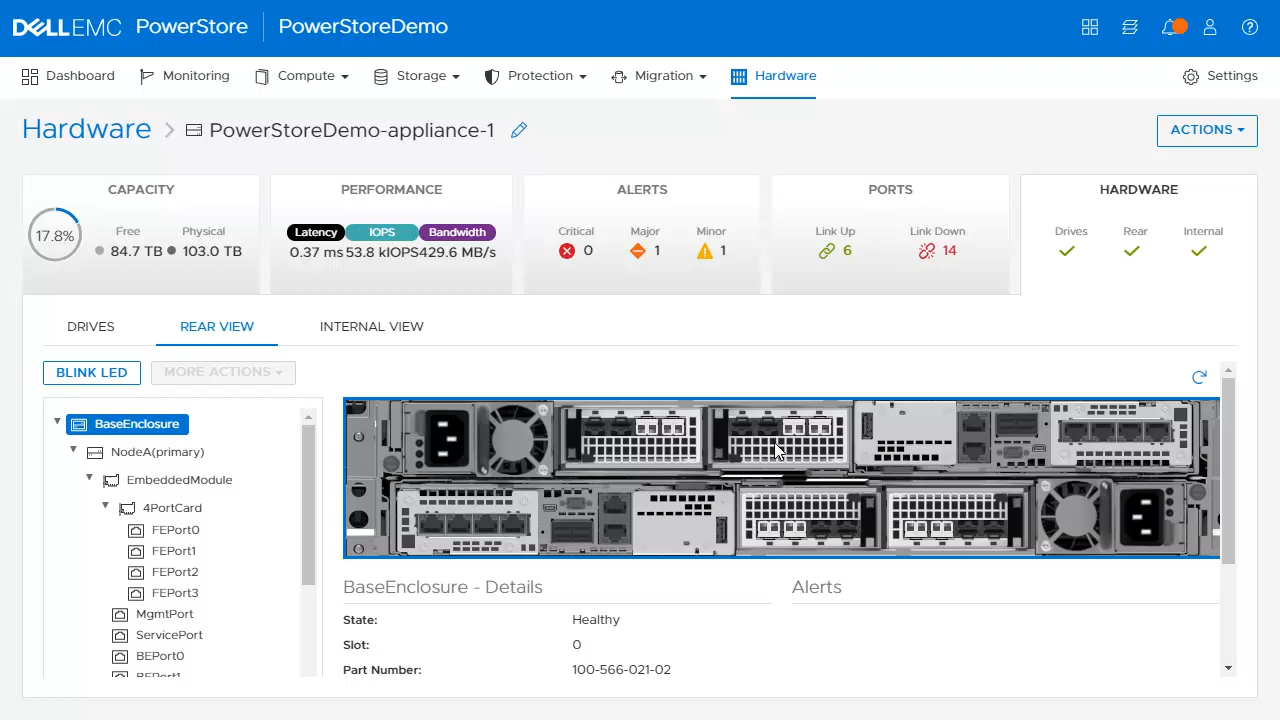 DELLEMC PowerStore PowerStoreDemo
Dashboard Monitoring Compute Storage Protection Migration Hardware Settings
Hardware PowerStoreDemo-appliance-1 ACTIONS
CAPACITY
17.8%
Free Physical
84.7 TB 103.0 TB
PERFORMANCE
Latency IOPS Bandwidth
0.37 ms 53.8 kIOPS 429.6 MB/s
ALERTS
Critical Major Minor
0 1 1
PORTS
Link Up Link Down
6 14
HARDWARE
Drives Rear Internal
DRIVES REAR VIEW INTERNAL VIEW
BLINK LED MORE ACTIONS
BaseEnclosure
NodeA(primary)
EmbeddedModule
4PortCard
FEPort0
FEPort1
FEPort2
FEPort3
MgmtPort
ServicePort
BEPort0
BEPort1
BaseEnclosure - Details
State: Healthy
Slot: 0
Part Number: 100-566-021-02
Alerts